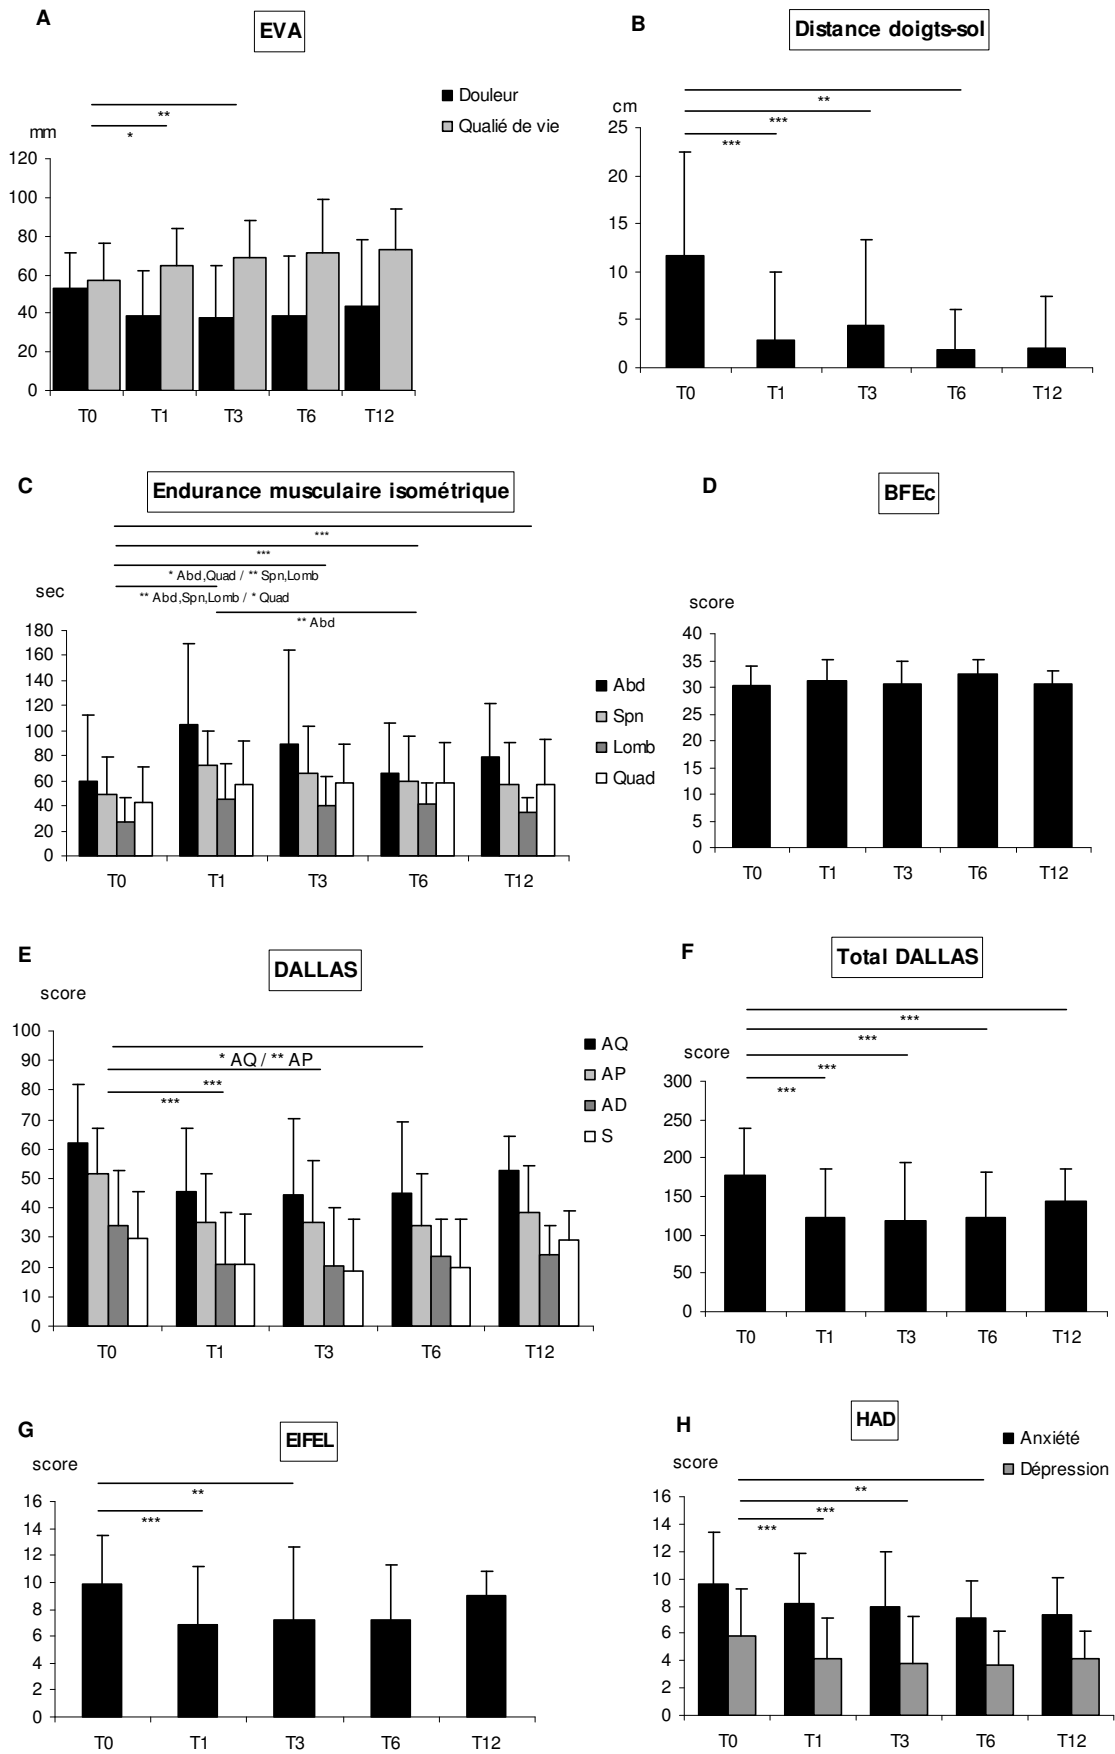 A
EVA
Douleur
Qualié de vie
mm
**
*
120
100
80
60
40
20
0
T0 T1 T3 T6 T12
B
Distance doigts-sol
cm
**
***
***
25
20
15
10
5
0
T0 T1 T3 T6 T12
C
Endurance musculaire isométrique
***
***
* Abd,Quad / ** Spn,Lomb
** Abd,Spn,Lomb / * Quad
** Abd
sec
180
160
140
120
100
80
60
40
20
0
T0 T1 T3 T6 T12
Abd
Spn
Lomb
Quad
D
BFEc
score
40
35
30
25
20
15
10
5
0
T0 T1 T3 T6 T12
E
DALLAS
score
* AQ / ** AP
***
***
100
90
80
70
60
50
40
30
20
10
0
T0 T1 T3 T6 T12
AQ
AP
AD
S
F
Total DALLAS
***
***
score
***
***
300
250
200
150
100
50
0
T0 T1 T3 T6 T12
G
EIFEL
score
**
***
16
14
12
10
8
6
4
2
0
T0 T1 T3 T6 T12
H
HAD
Anxiété
Dépression
score
**
***
***
16
14
12
10
8
6
4
2
0
T0 T1 T3 T6 T12